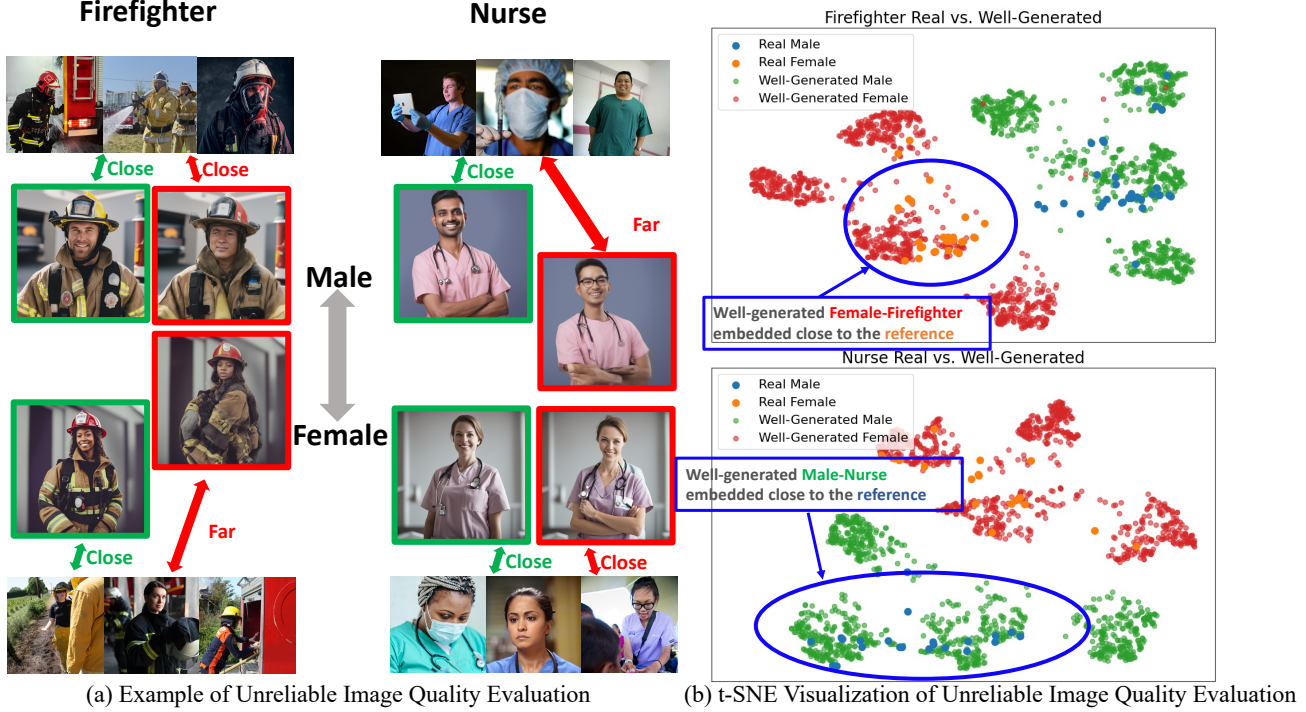 Firefighter
Nurse
Close
Close
Close
Far
Male
Female
Close
Far
Close
Close
(a) Example of Unreliable Image Quality Evaluation
Firefighter Real vs. Well-Generated
Real Male
Real Female
Well-Generated Male
Well-Generated Female
Well-generated Female-Firefighter
embedded close to the reference
Nurse Real vs. Well-Generated
Real Male
Real Female
Well-Generated Male
Well-Generated Female
Well-generated Male-Nurse
embedded close to the reference
(b) t-SNE Visualization of Unreliable Image Quality Evaluation